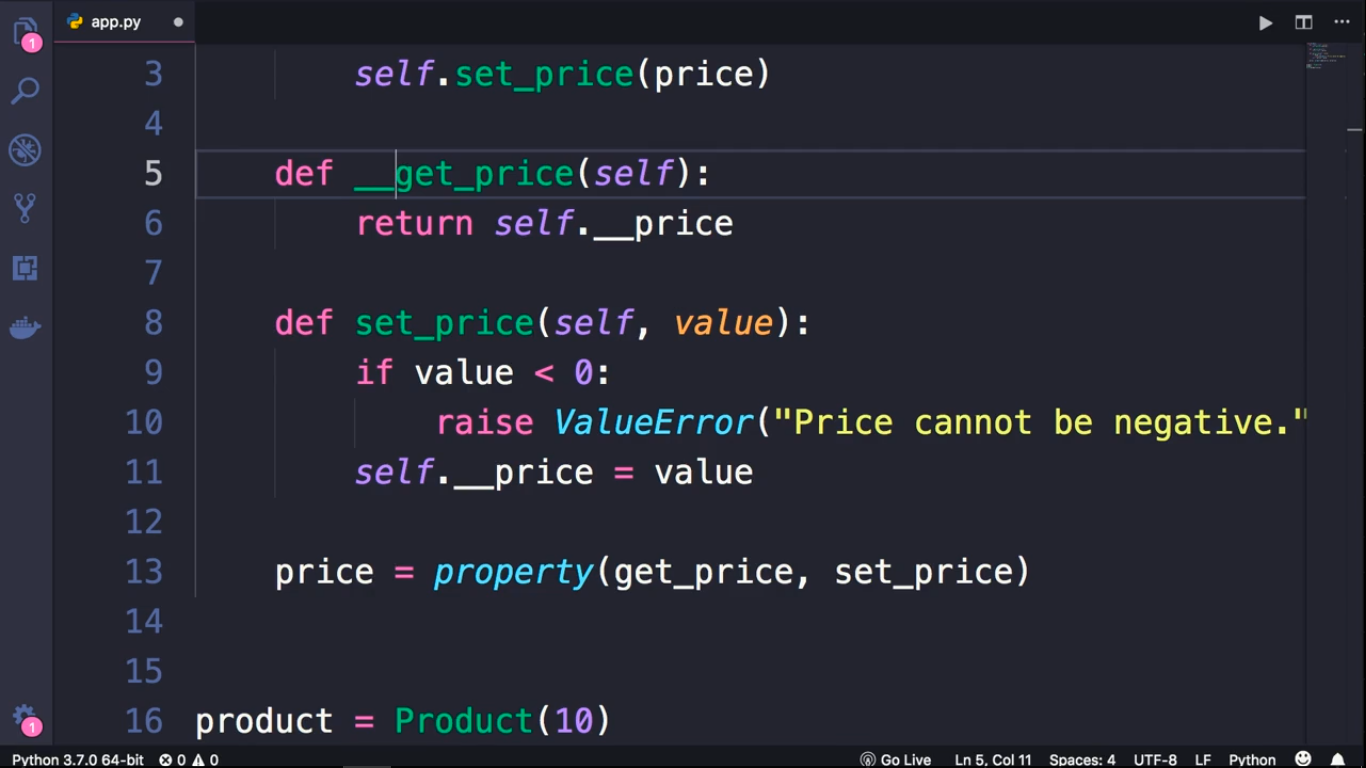 1
app.py
3 self.set_price(price)
4
5 def __get_price(self):
6 return self.__price
7
8 def set_price(self, value):
9 if value < 0:
10 raise ValueError("Price cannot be negative."
11 self.__price = value
12
13 price = property(get_price, set_price)
14
15
16 product = Product(10)
1
Python 3.7.0 64-bit 0 0 Go Live Ln 5, Col 11 Spaces: 4 UTF-8 LF Python